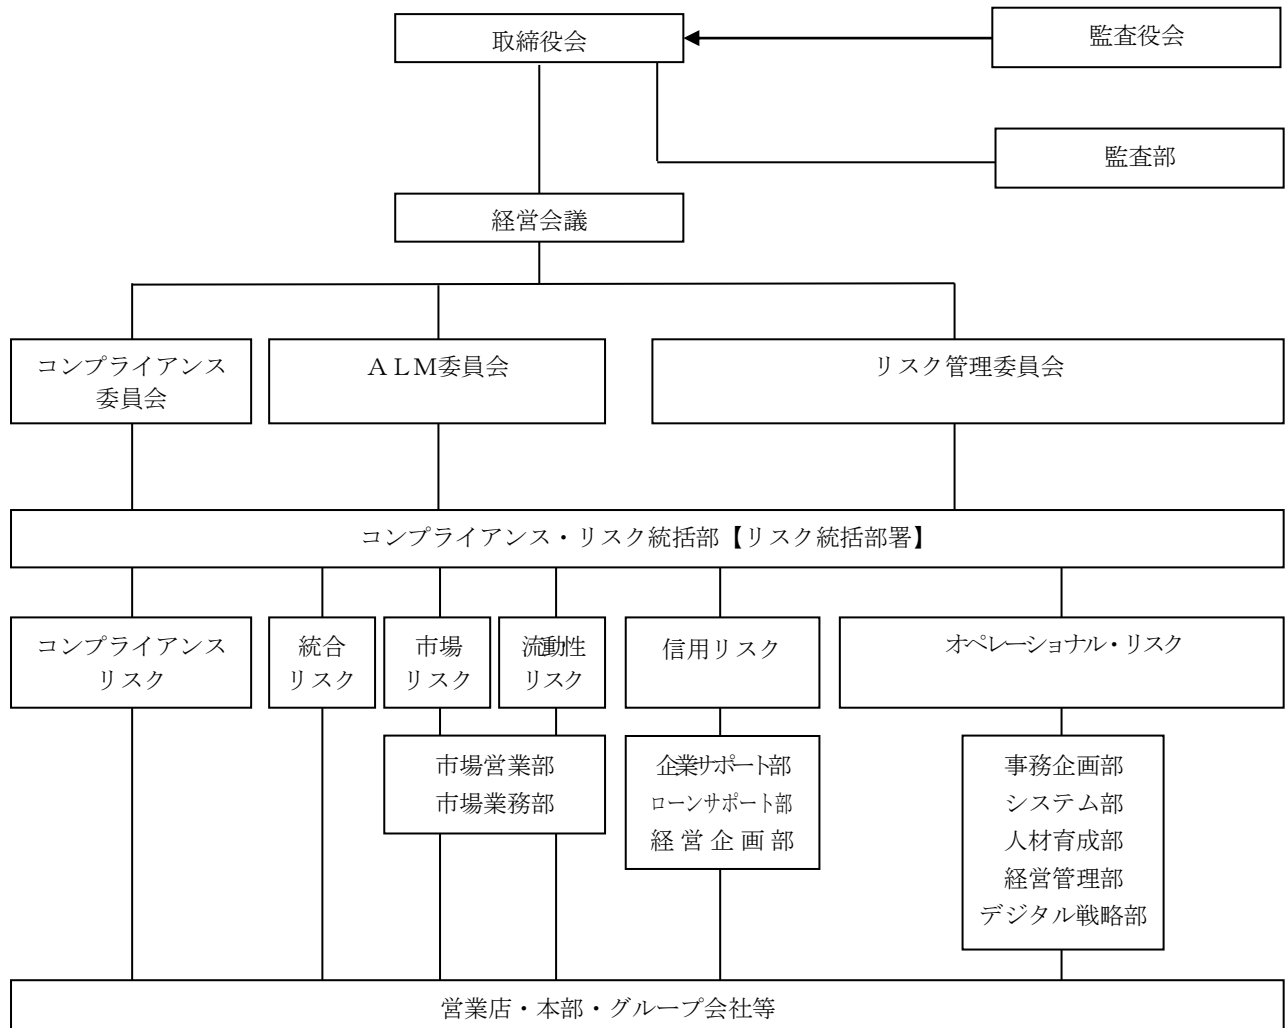 取締役会
監査役会
監査部
経営会議
コンプライアンス
委員会
ＡＬＭ委員会
リスク管理委員会
コンプライアンス・リスク統括部【リスク統括部署】
コンプライアンス
リスク
統合
リスク
市場
リスク
流動性
リスク
信用リスク
オペレーショナル・リスク
市場営業部
市場業務部
企業サポート部
ローンサポート部
経営企画部
事務企画部
システム部
人材育成部
経営管理部
デジタル戦略部
営業店・本部・グループ会社等